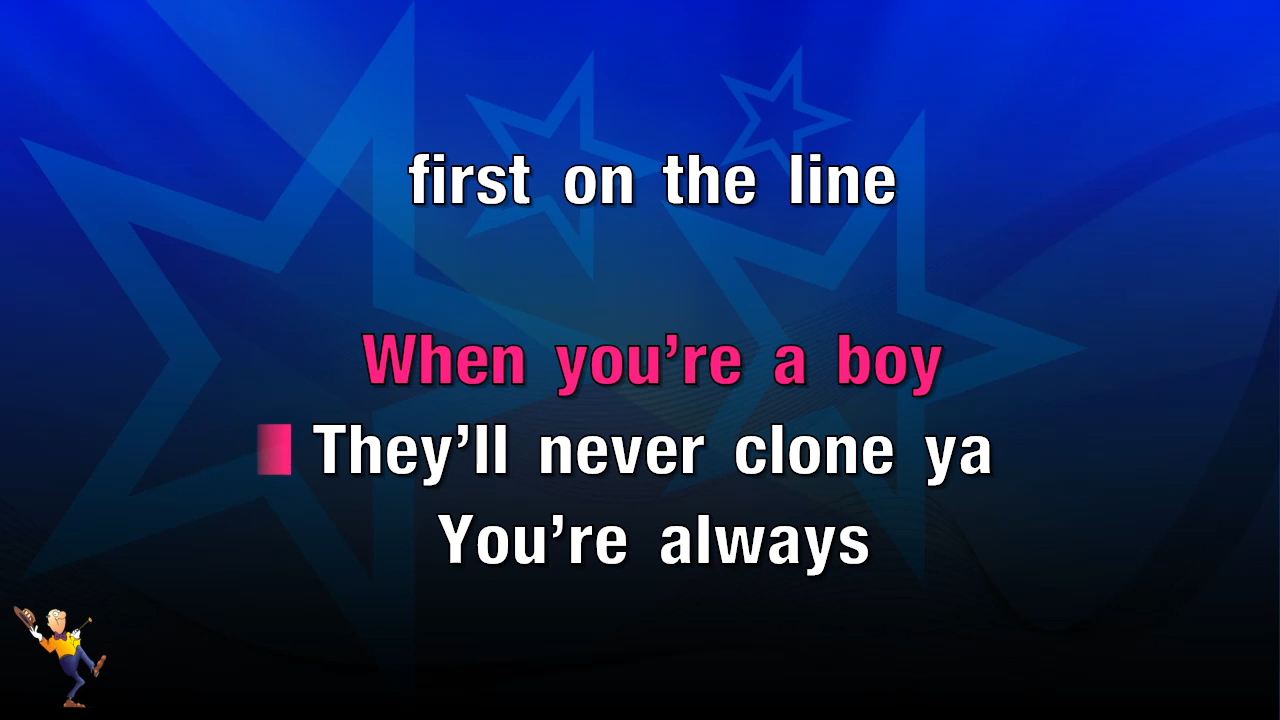 first on the line
When you’re a boy
They’ll never clone ya
You’re always